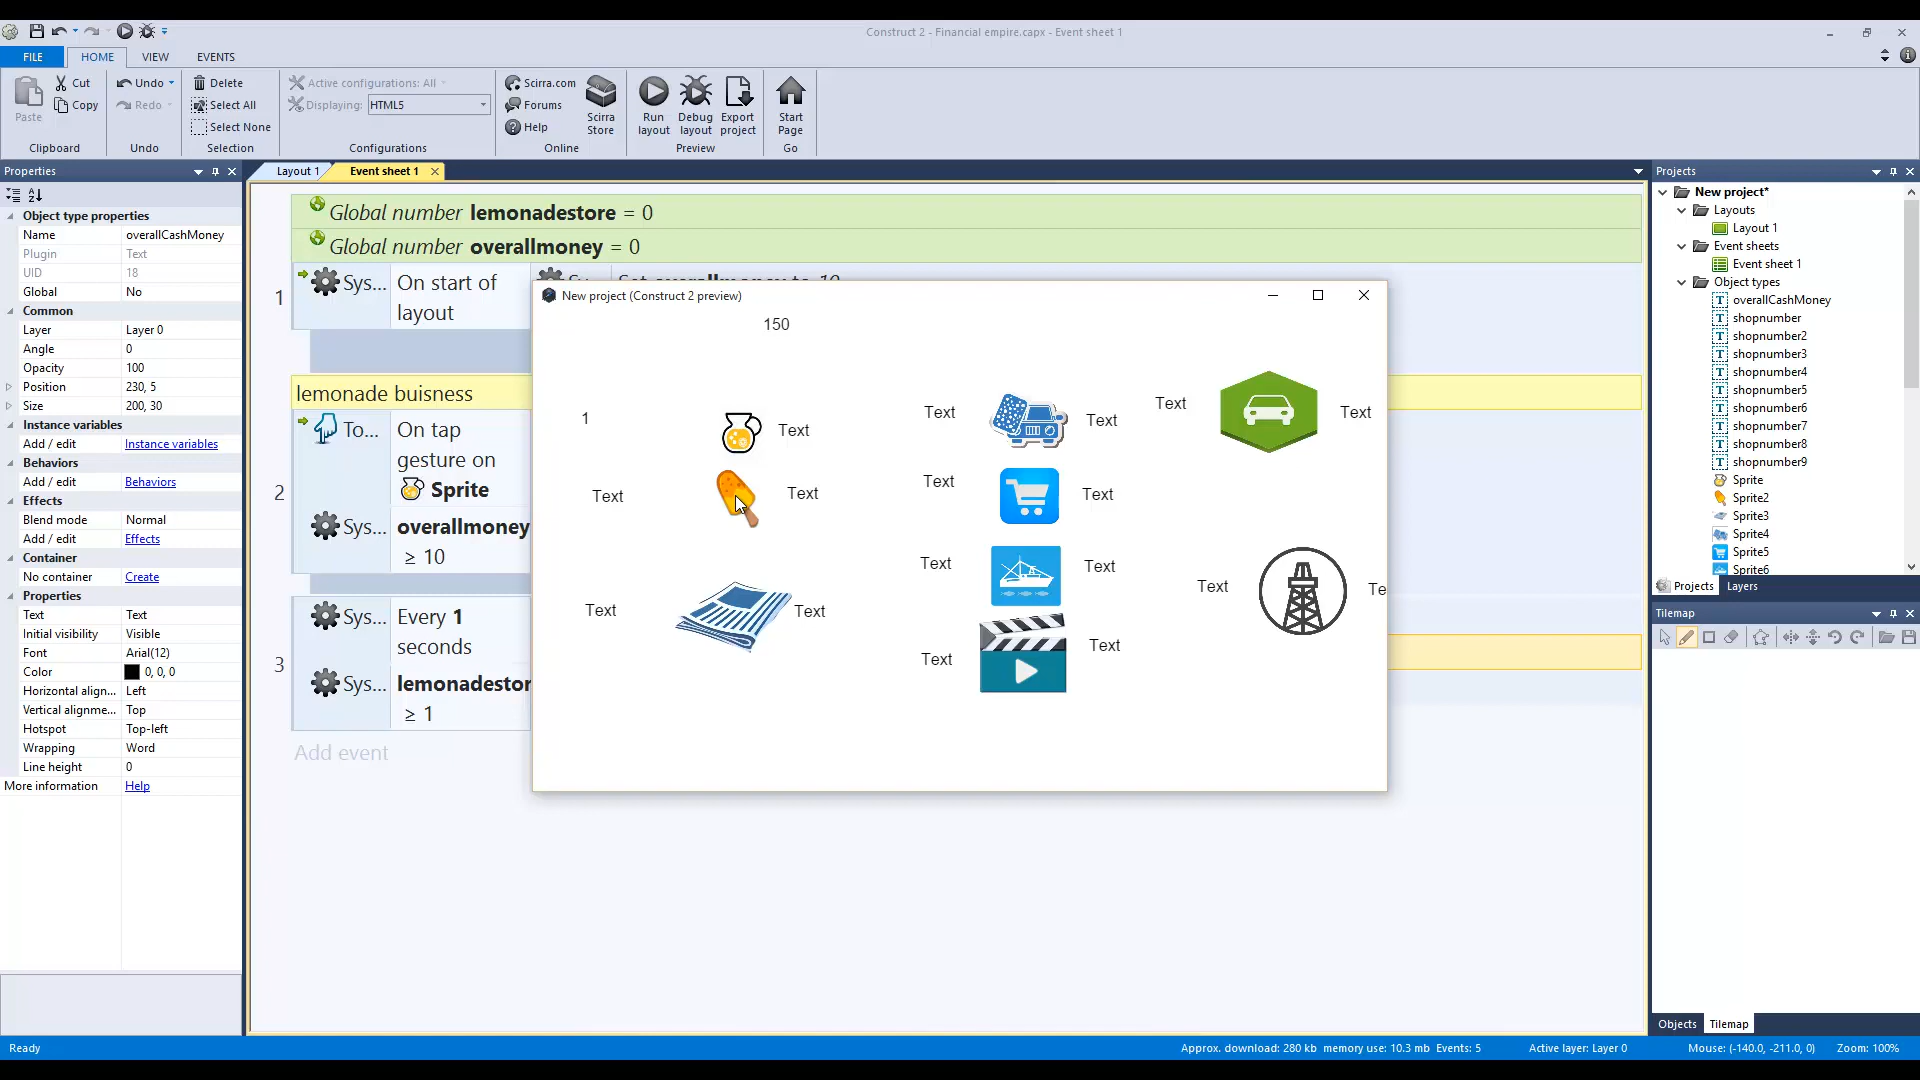 Construct 2 - Financial empire.capx - Event sheet 1
FILE HOME VIEW EVENTS
Paste Cut Copy Clipboard
Undo Redo Undo
Delete Select All Select None Selection
Active configurations: All
Displaying: HTML5
Configurations
Scirra.com Forums Help Scirra Store Online
Run layout Debug layout Export project Preview
Start Page Go
Properties
Object type properties
Name overallCashMoney
Plugin Text
UID 18
Global No
Common
Layer Layer 0
Angle 0
Opacity 100
Position 230, 5
Size 200, 30
Instance variables
Add / edit Instance variables
Behaviors
Add / edit Behaviors
Effects
Blend mode Normal
Add / edit Effects
Container
No container Create
Properties
Text Text
Initial visibility Visible
Font Arial(12)
Color 0, 0, 0
Horizontal align... Left
Vertical alignme... Top
Hotspot Top-left
Wrapping Word
Line height 0
More information Help
Layout 1 Event sheet 1
Global number lemonadestore = 0
Global number overallmoney = 0
1 Sys... On start of layout
lemonade buisness
2 To... On tap gesture on Sprite
Sys... overallmoney ≥ 10
3 Sys... Every 1 seconds
Sys... lemonadestor ≥ 1
Add event
New project (Construct 2 preview)
150
1 Text
Text Text
Text Text
Text Text
Text Text
Text Text
Text Text
Text Text
Text Te
Projects
New project*
Layouts
Layout 1
Event sheets
Event sheet 1
Object types
overallCashMoney
shopnumber
shopnumber2
shopnumber3
shopnumber4
shopnumber5
shopnumber6
shopnumber7
shopnumber8
shopnumber9
Sprite
Sprite2
Sprite3
Sprite4
Sprite5
Sprite6
Projects Layers
Tilemap
Objects Tilemap
Ready
Approx. download: 280 kb memory use: 10.3 mb Events: 5 Active layer: Layer 0 Mouse: (-140.0, -211.0, 0) Zoom: 100%